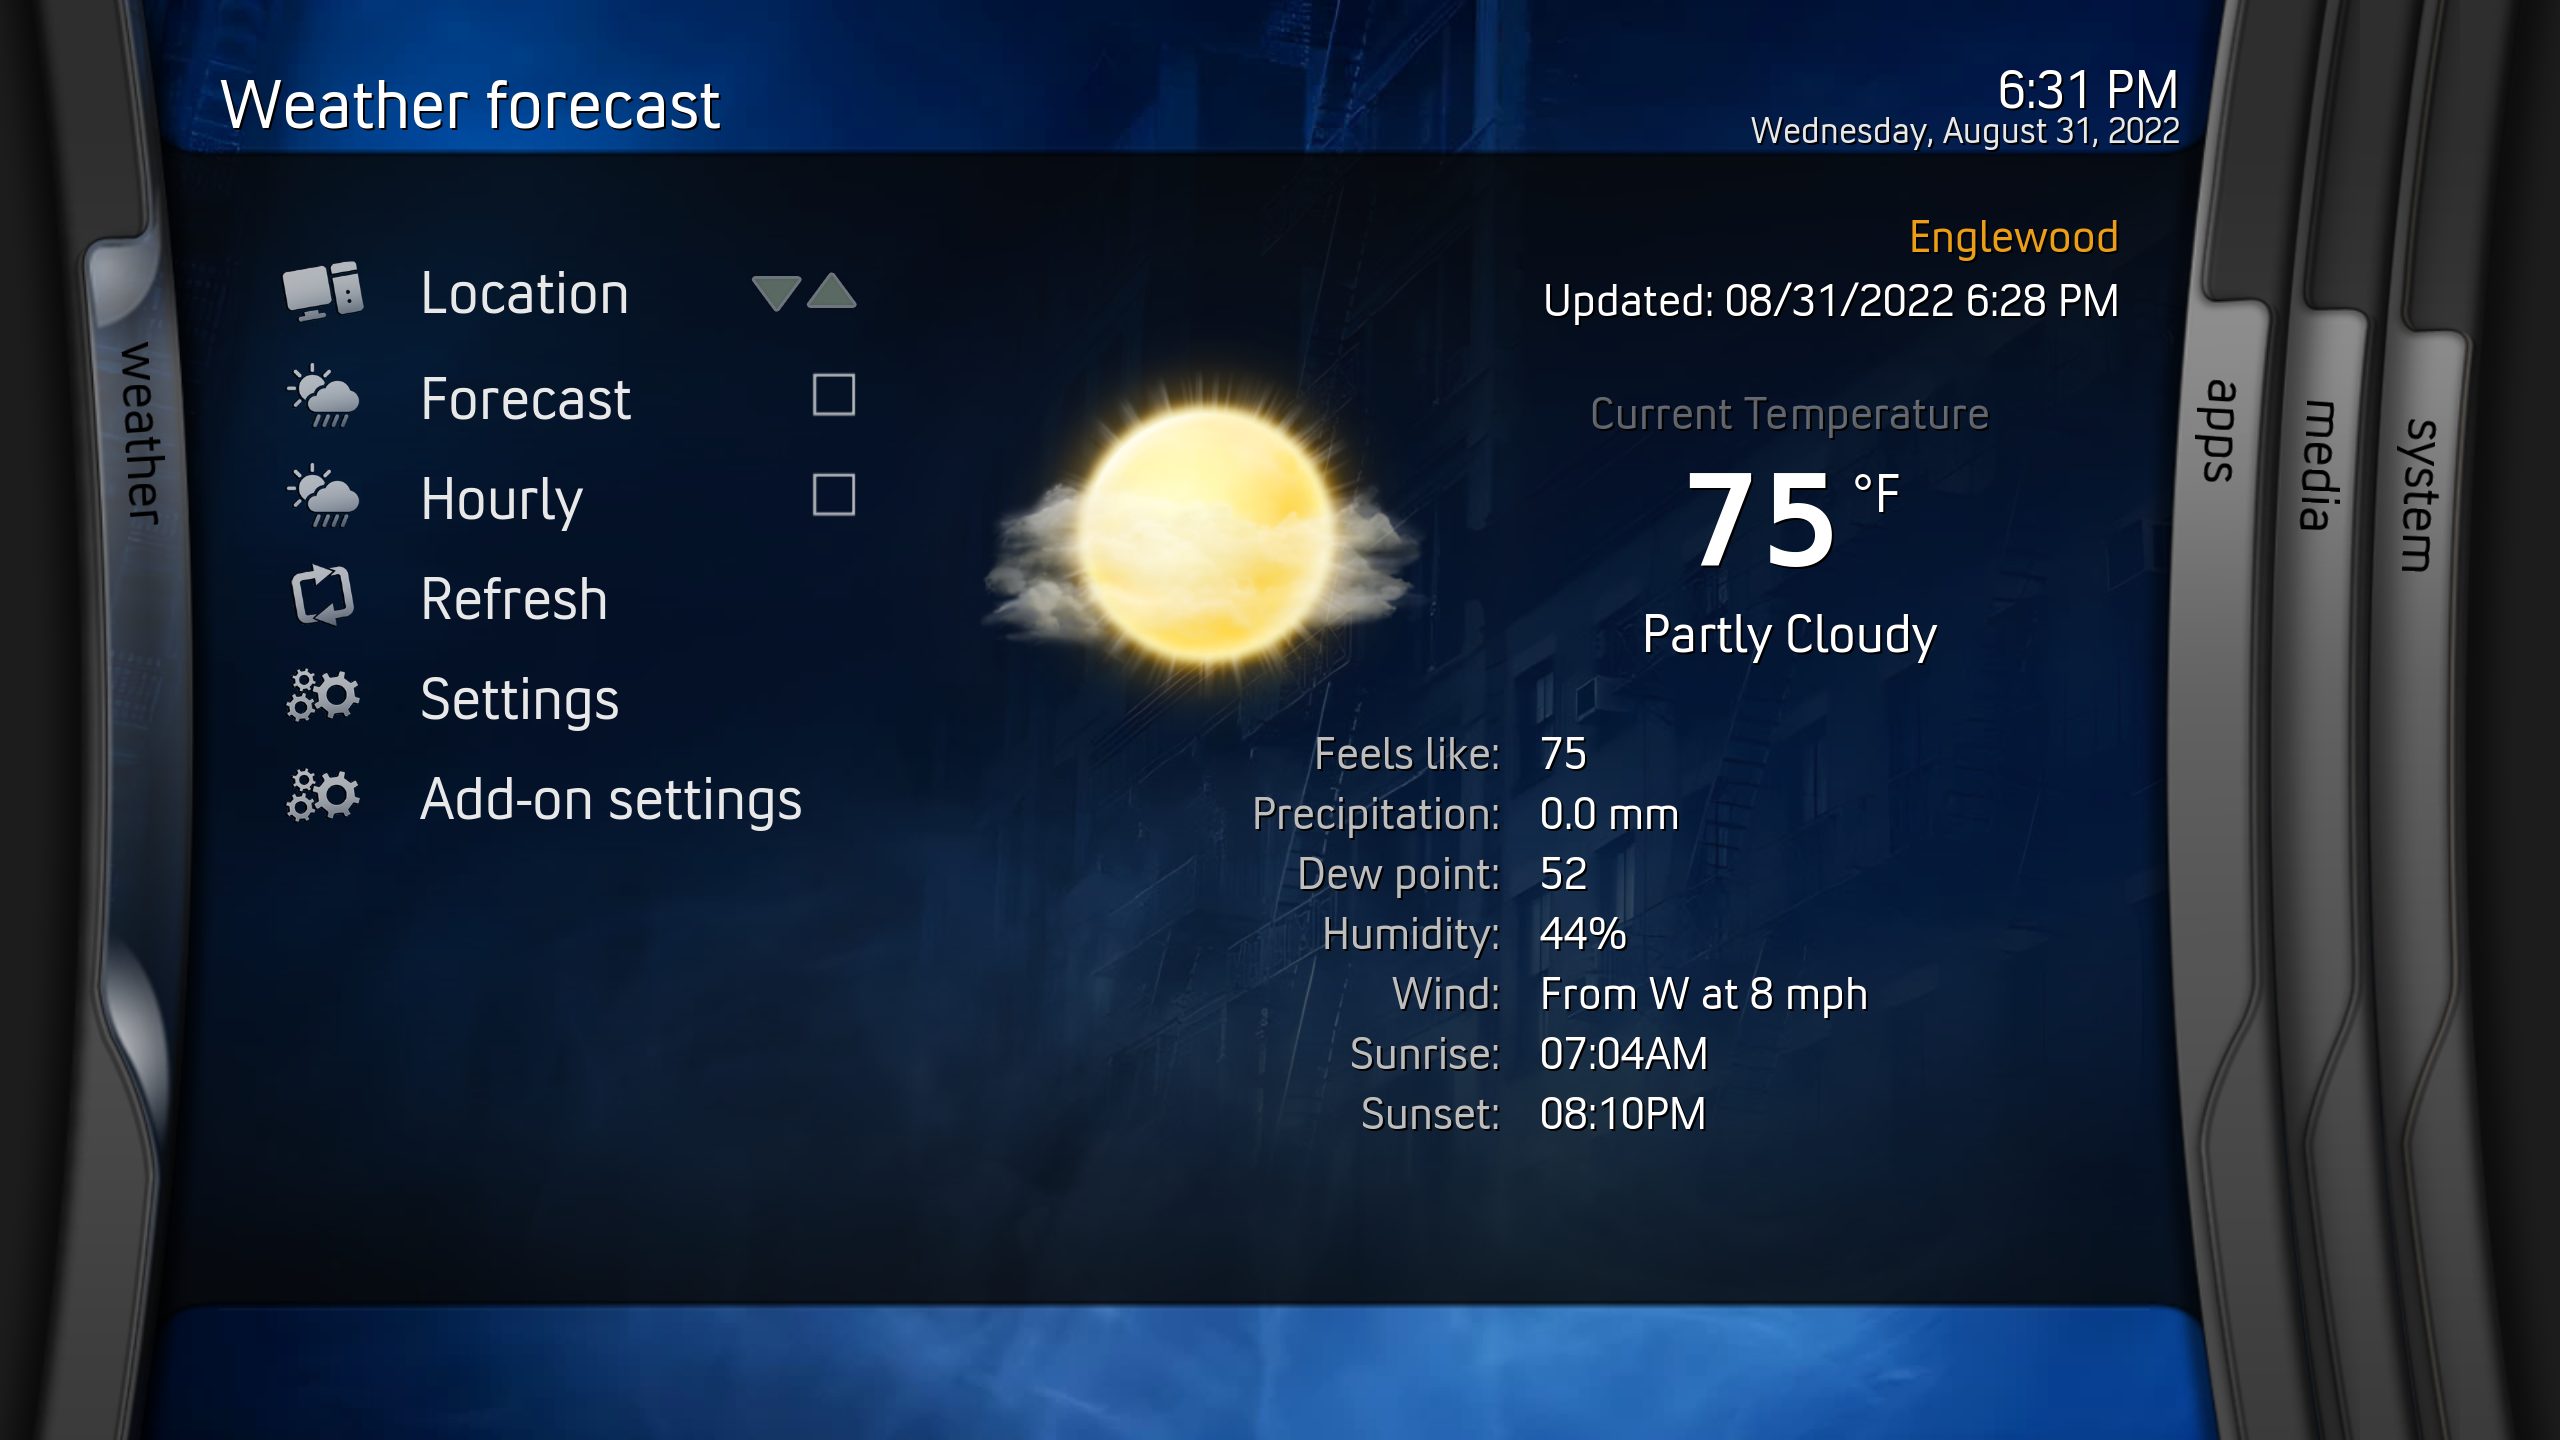 Weather forecast
6:31 PM
Wednesday, August 31, 2022
weather
Location
Forecast
Hourly
Refresh
Settings
Add-on settings
Englewood
Updated: 08/31/2022 6:28 PM
Current Temperature
75 °F
Partly Cloudy
Feels like: 75
Precipitation: 0.0 mm
Dew point: 52
Humidity: 44%
Wind: From W at 8 mph
Sunrise: 07:04AM
Sunset: 08:10PM
apps
media
system